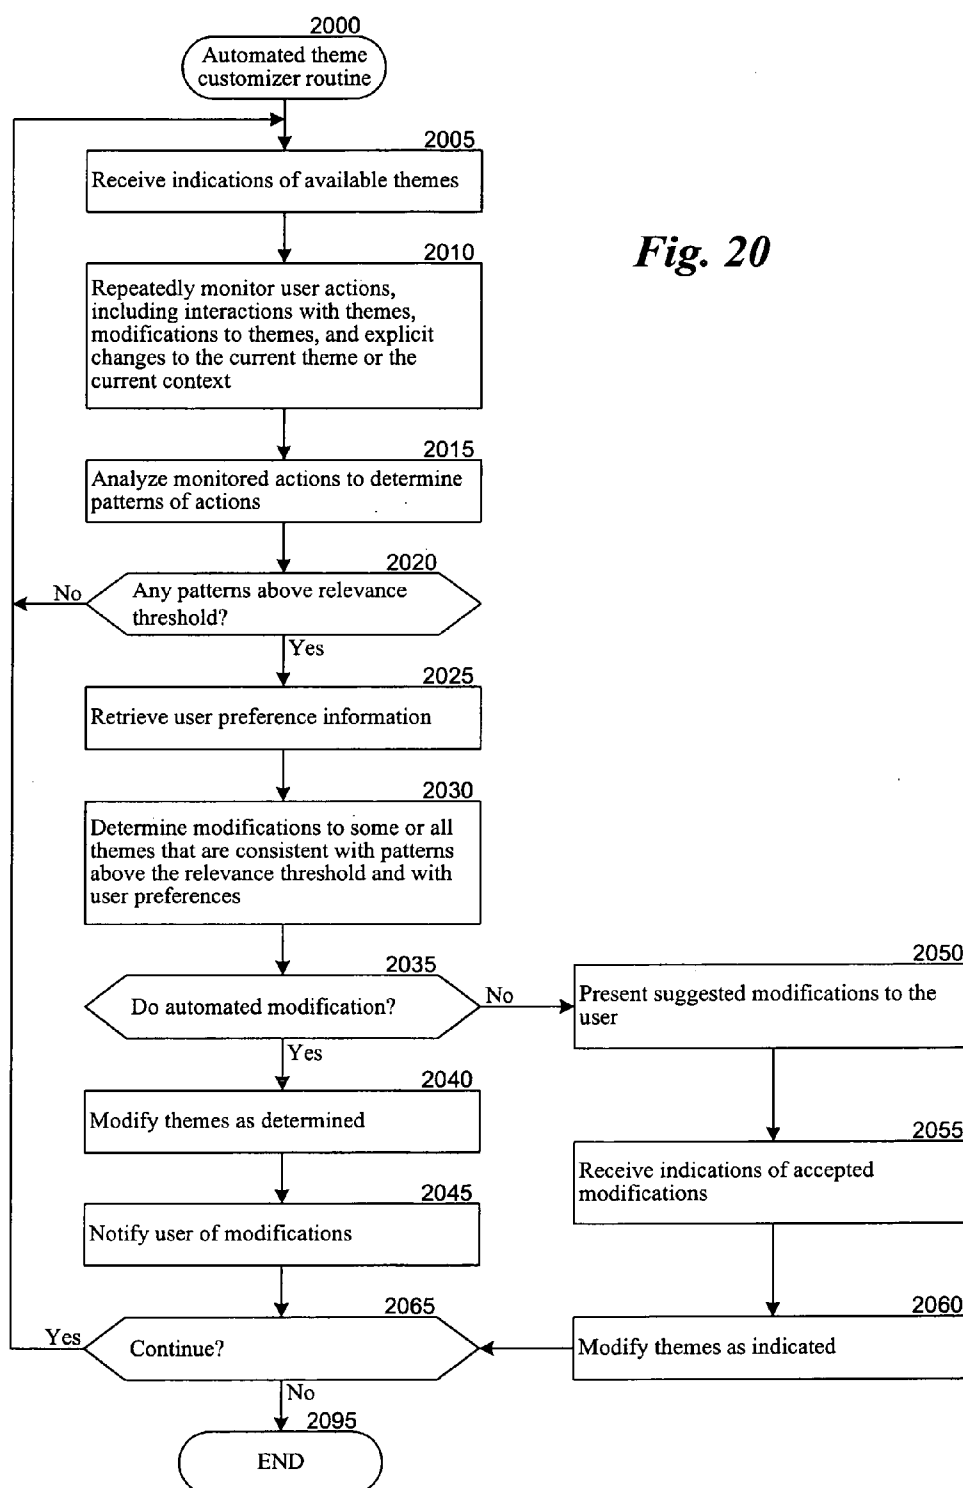 2000
Automated theme
customizer routine
2005
Receive indications of available themes
Fig. 20
2010
Repeatedly monitor user actions,
including interactions with themes,
modifications to themes, and explicit
changes to the current theme or the
current context
2015
Analyze monitored actions to determine
patterns of actions
2020
No
Any patterns above relevance
threshold?
Yes
2025
Retrieve user preference information
2030
Determine modifications to some or all
themes that are consistent with patterns
above the relevance threshold and with
user preferences
2035
Do automated modification?
No
Yes
2050
Present suggested modifications to the
user
2040
Modify themes as determined
2055
Receive indications of accepted
modifications
2045
Notify user of modifications
2065
Yes
Continue?
No
2060
Modify themes as indicated
2095
END